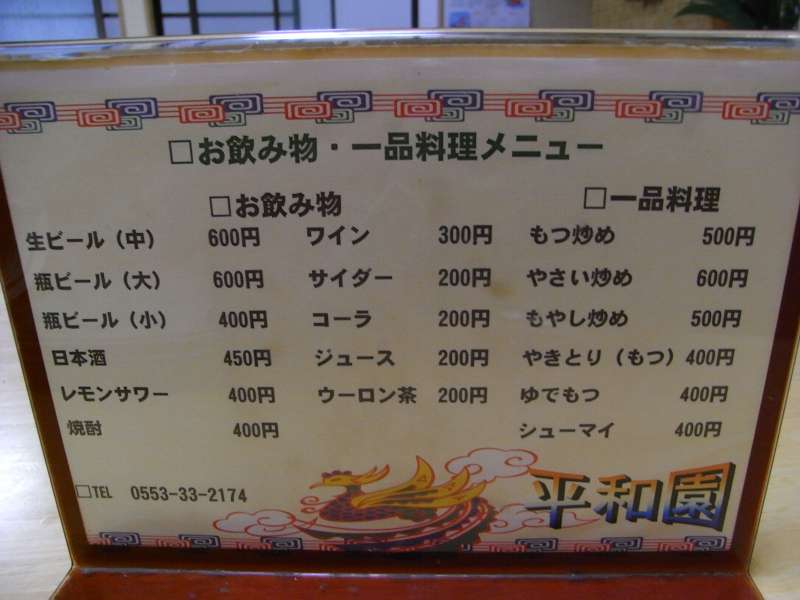 □お飲み物・一品料理メニュー
□お飲み物 □一品料理
生ビール（中） 600円 ワイン 300円 もつ炒め 500円
瓶ビール（大） 600円 サイダー 200円 やさい炒め 600円
瓶ビール（小） 400円 コーラ 200円 もやし炒め 500円
日本酒 450円 ジュース 200円 やきとり（もつ） 400円
レモンサワー 400円 ウーロン茶 200円 ゆでもつ 400円
焼酎 400円 シューマイ 400円
□TEL 0553-33-2174 平和園